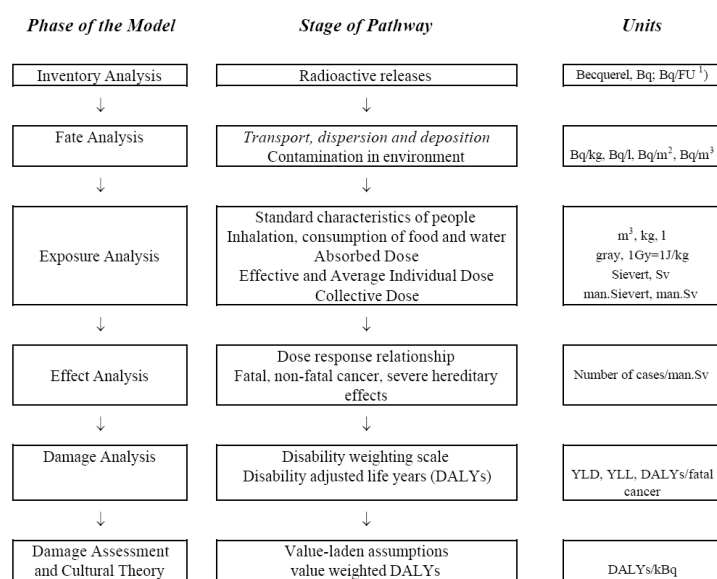 Phase of the Model
Stage of Pathway
Units
Inventory Analysis
Radioactive releases
Becquerel, Bq; Bq/FU ¹)
↓
↓
Fate Analysis
Transport, dispersion and deposition
Contamination in environment
Bq/kg, Bq/l, Bq/m², Bq/m³
↓
↓
Exposure Analysis
Standard characteristics of people
Inhalation, consumption of food and water
Absorbed Dose
Effective and Average Individual Dose
Collective Dose
m³, kg, l
gray, 1Gy=1J/kg
Sievert, Sv
man.Sievert, man.Sv
↓
↓
Effect Analysis
Dose response relationship
Fatal, non-fatal cancer, severe hereditary
effects
Number of cases/man.Sv
↓
↓
Damage Analysis
Disability weighting scale
Disability adjusted life years (DALYs)
YLD, YLL, DALYs/fatal
cancer
↓
↓
Damage Assessment
and Cultural Theory
Value-laden assumptions
value weighted DALYs
DALYs/kBq